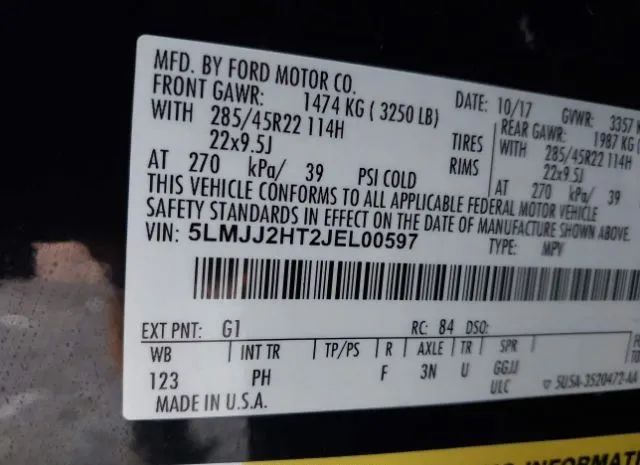 MFD. BY FORD MOTOR CO.
DATE: 10/17 GVWR: 3357 K
FRONT GAWR: 1474 KG ( 3250 LB) REAR GAWR: 1987 KG (
WITH 285/45R22 114H TIRES WITH 285/45R22 114H
22x9.5J RIMS 22x9.5J
AT 270 kPa/ 39 PSI COLD AT 270 kPa/ 39
THIS VEHICLE CONFORMS TO ALL APPLICABLE FEDERAL MOTOR VEHICLE
SAFETY STANDARDS IN EFFECT ON THE DATE OF MANUFACTURE SHOWN ABOVE.
VIN: 5LMJJ2HT2JEL00597 TYPE: MPV
EXT PNT: G1 RC: 84 DSO:
WB INT TR TP/PS R AXLE TR SPR
123 PH F 3N U GGJJ
ULC ▽ 5U5A-3520472-AA
MADE IN U.S.A.
INFORMATI